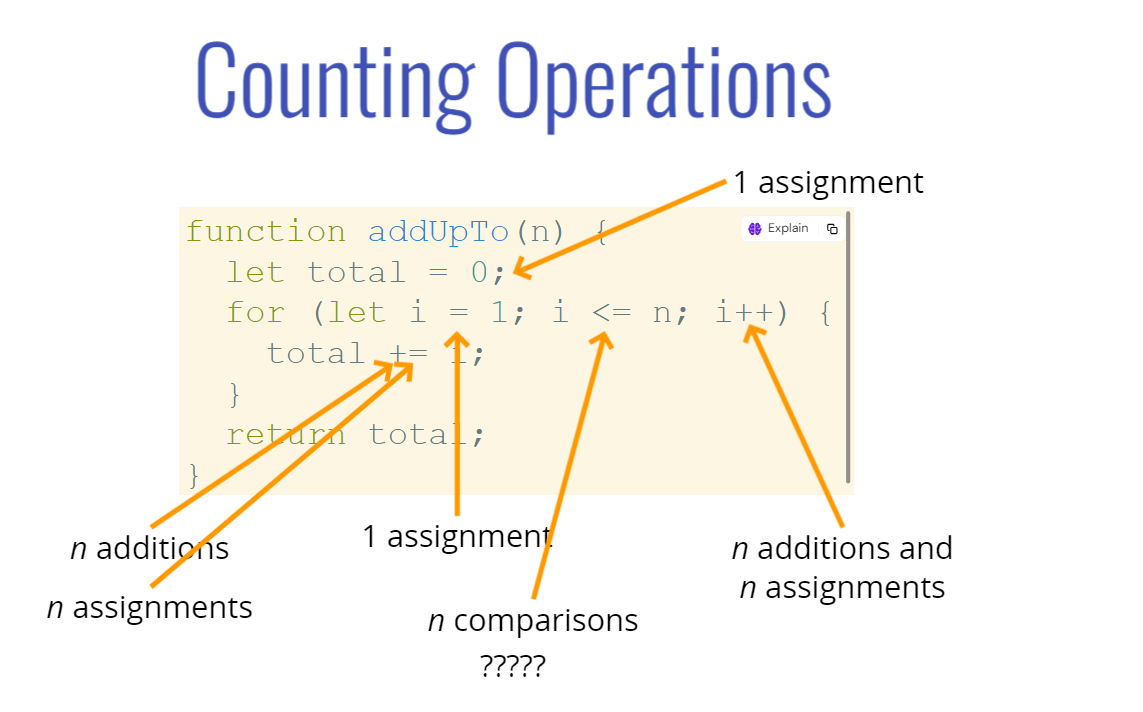 Counting Operations
1 assignment
function addUpTo(n) {
Explain
let total = 0;
for (let i = 1; i <= n; i++) {
total += i;
}
return total;
}
n additions
n assignments
1 assignment
n comparisons
?????
n additions and
n assignments